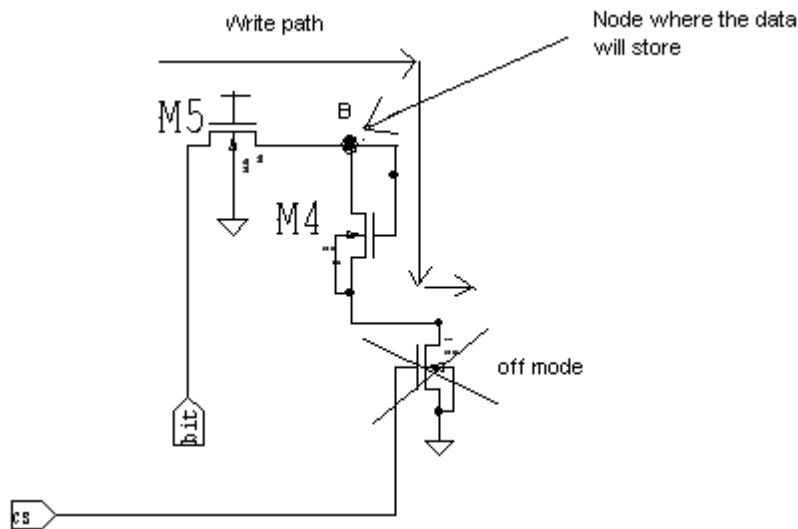 Write path
Node where the data
will store
M5
B
M4
off mode
bit
cs